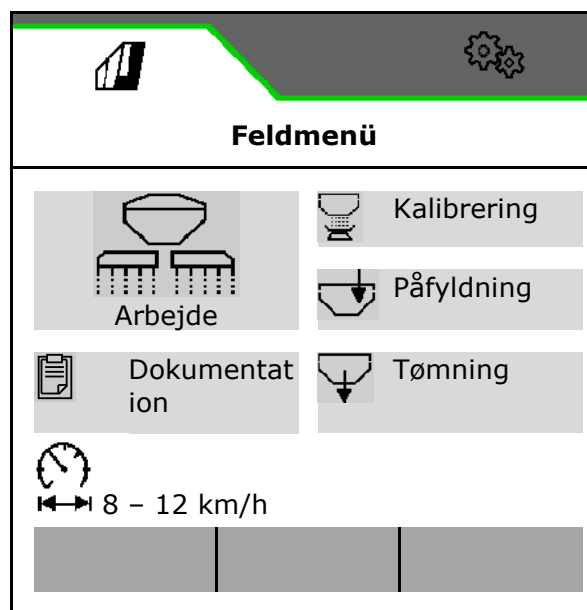 Feldmenü
Arbejde
Kalibrering
Påfyldning
Dokumentat
ion
Tømning
8 – 12 km/h